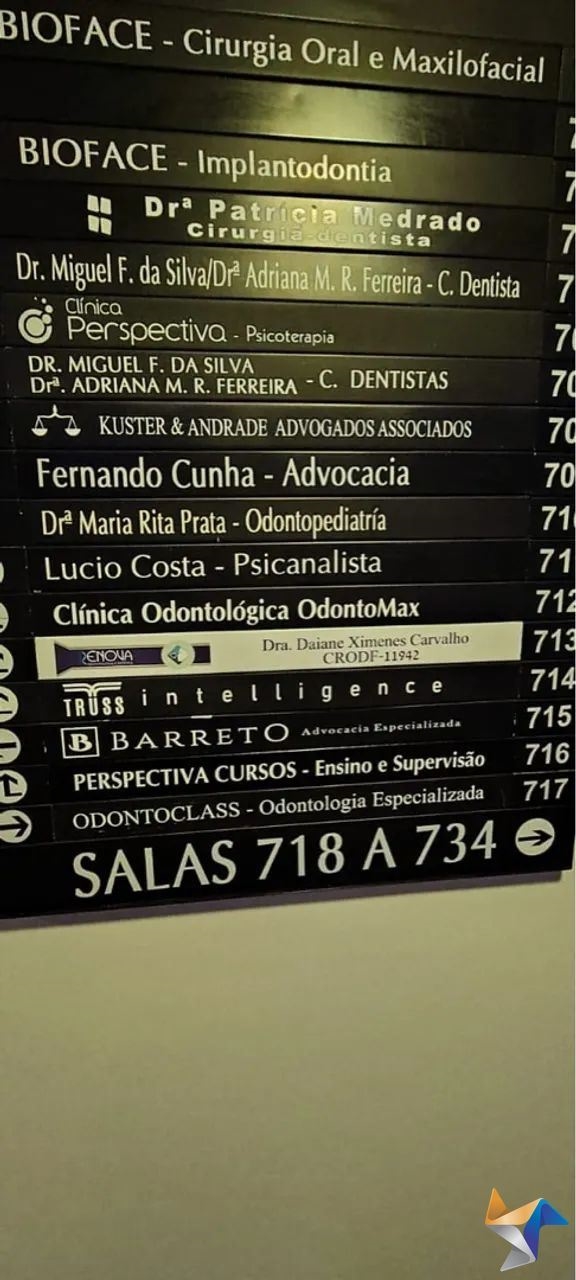 BIOFACE - Cirurgia Oral e Maxilofacial
BIOFACE - Implantodontia
Drª Patrícia Medrado
Cirurgiã-dentista
Dr. Miguel F. da Silva/Drª Adriana M. R. Ferreira - C. Dentista
Clínica
Perspectiva - Psicoterapia
DR. MIGUEL F. DA SILVA
Drª. ADRIANA M. R. FERREIRA - C. DENTISTAS
KUSTER & ANDRADE ADVOGADOS ASSOCIADOS
Fernando Cunha - Advocacia
Drª Maria Rita Prata - Odontopediatría
Lucio Costa - Psicanalista
Clínica Odontológica OdontoMax 712
RENOVA Dra. Daiane Ximenes Carvalho 713
CRODF-11942
TRUSS intelligence 714
B BARRETO Advocacia Especializada 715
PERSPECTIVA CURSOS - Ensino e Supervisão 716
ODONTOCLASS - Odontologia Especializada 717
SALAS 718 A 734